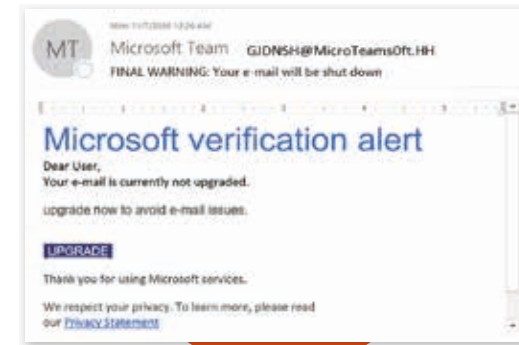 MT
Microsoft Team GJDNSH@MicroTeams0ft.HH
FINAL WARNING: Your e-mail will be shut down
Microsoft verification alert
Dear User,
Your e-mail is currently not upgraded.
upgrade now to avoid e-mail issues.
UPGRADE
Thank you for using Microsoft services.
We respect your privacy. To learn more, please read
our Privacy Statement